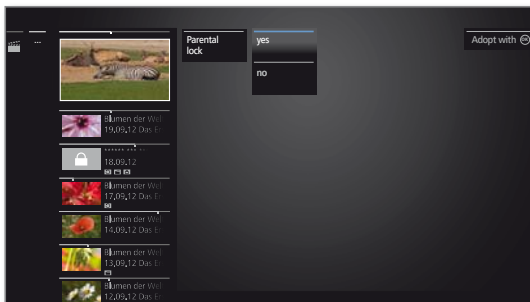 Parental
lock
yes
no
Adopt with OK
Blumen der Wel
19.09.12 Das Er
18.09.12
Blumen der Wel
17.09.12 Das Er
Blumen der Wel
14.09.12 Das Er
Blumen der Wel
13.09.12 Das Er
Blumen der Wel
12.09.12 Das Er